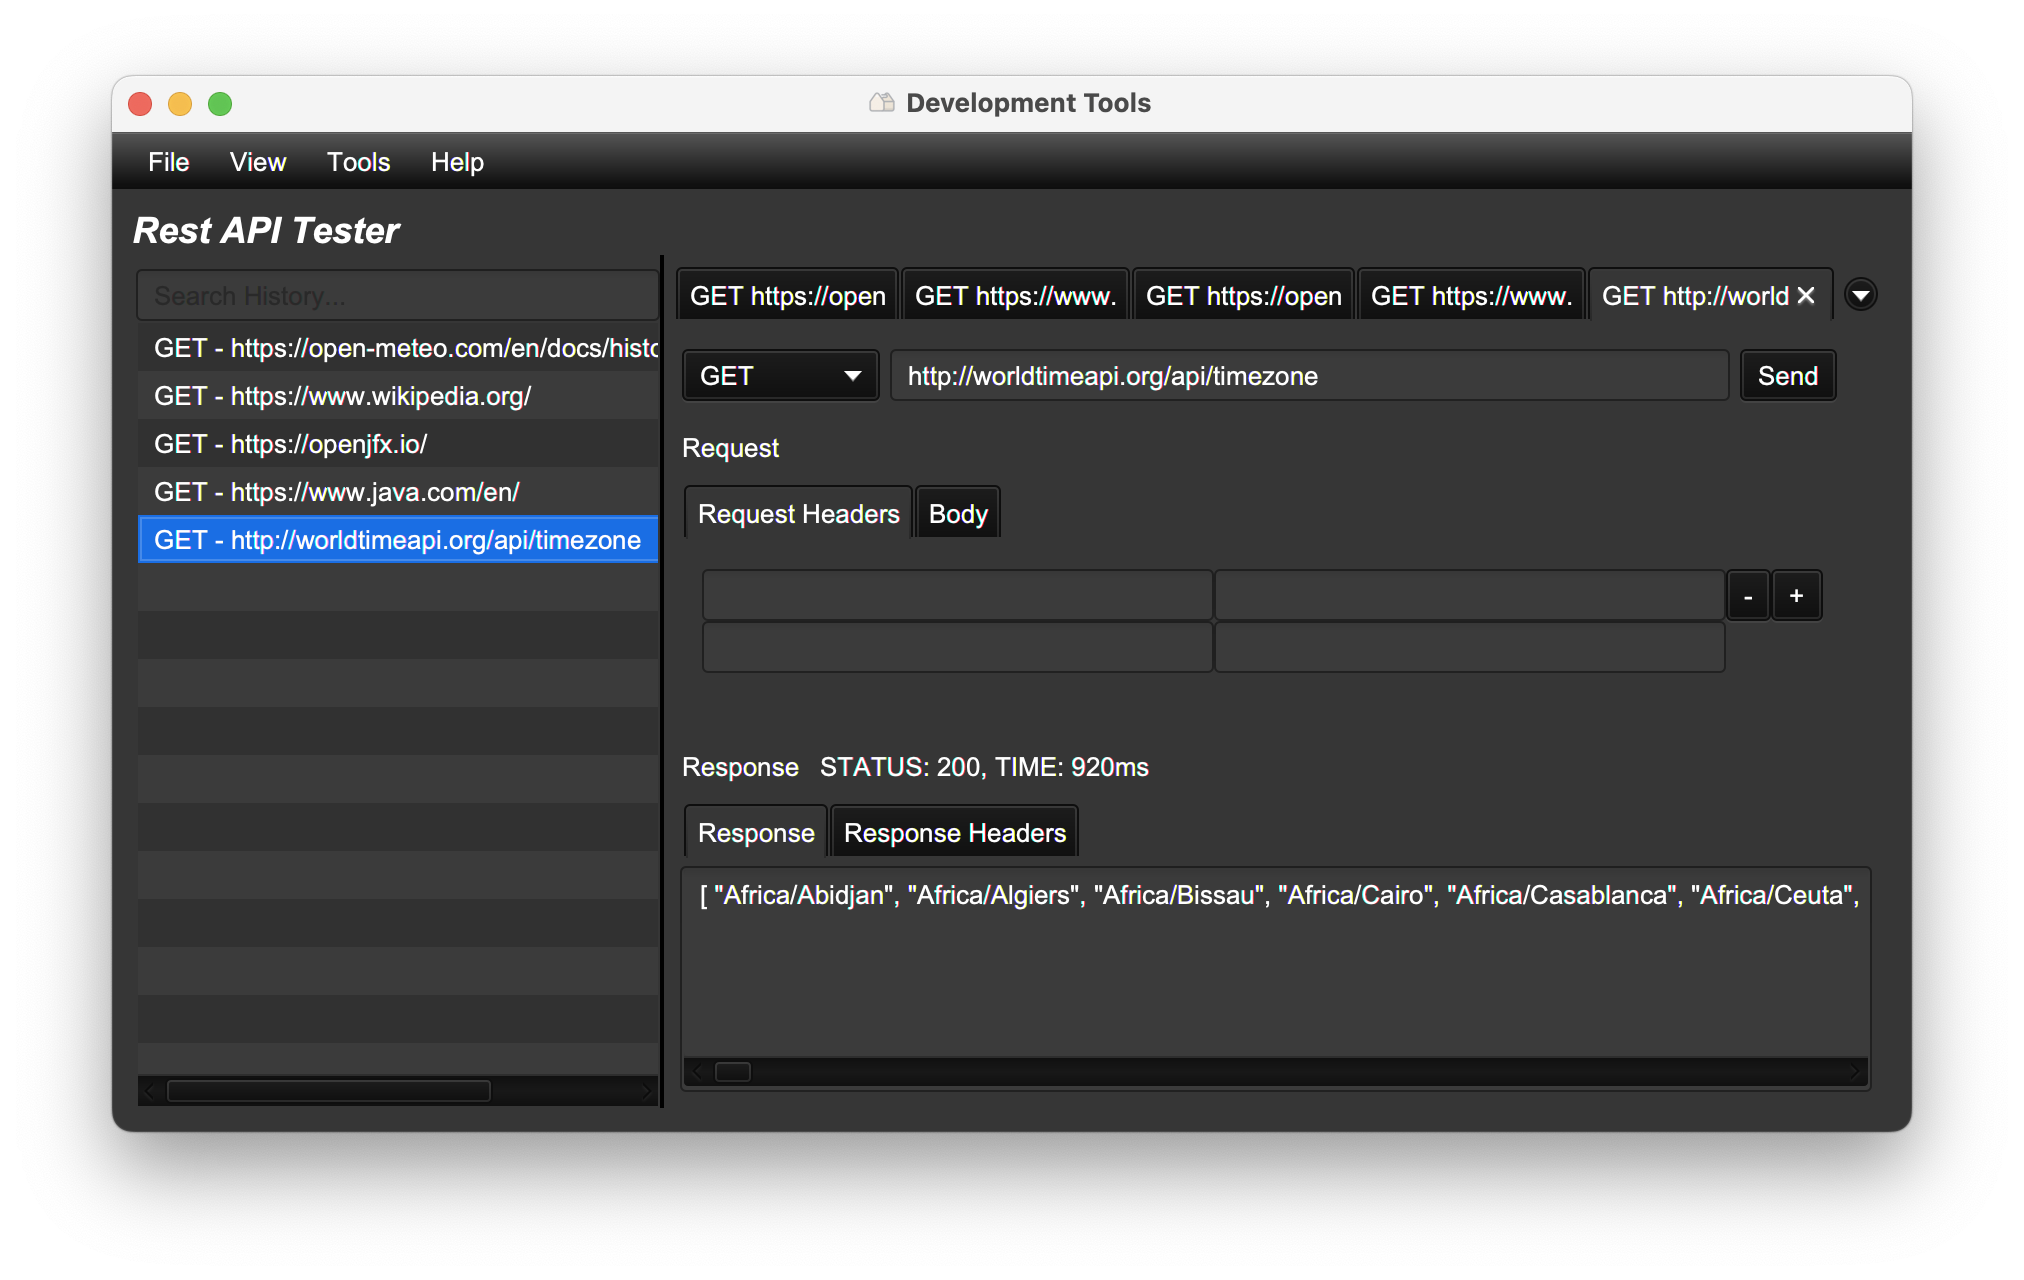 Development Tools
File View Tools Help
Rest API Tester
Search History...
GET - https://open-meteo.com/en/docs/histo
GET - https://www.wikipedia.org/
GET - https://openjfx.io/
GET - https://www.java.com/en/
GET - http://worldtimeapi.org/api/timezone
GET https://open GET https://www. GET https://open GET https://www. GET http://world
GET http://worldtimeapi.org/api/timezone Send
Request
Request Headers Body
- +
Response STATUS: 200, TIME: 920ms
Response Response Headers
[ "Africa/Abidjan", "Africa/Algiers", "Africa/Bissau", "Africa/Cairo", "Africa/Casablanca", "Africa/Ceuta",